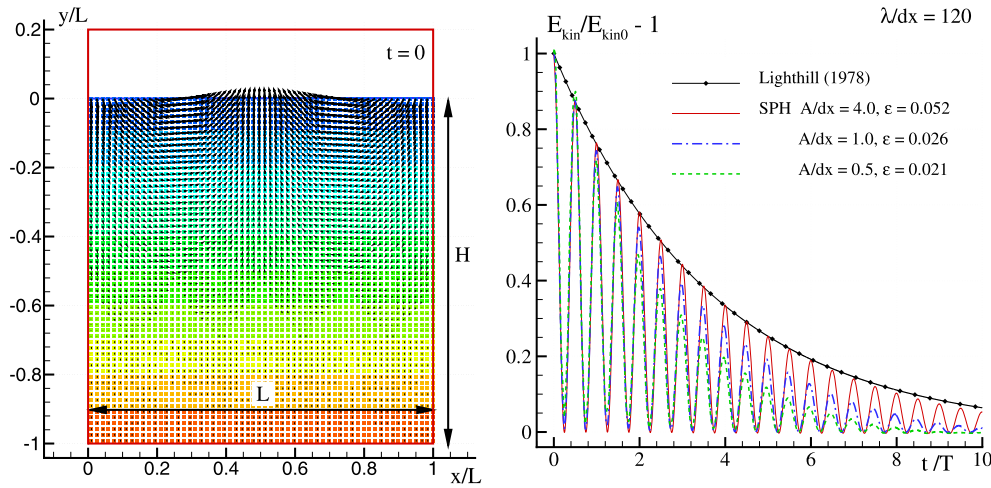 y/L
0.2
0
-0.2
-0.4
-0.6
-0.8
-1
t = 0
H
L
0
0.2
0.4
0.6
0.8
1
x/L
E_kin/E_kin0 - 1
λ/dx = 120
Lighthill (1978)
SPH A/dx = 4.0, ε = 0.052
A/dx = 1.0, ε = 0.026
A/dx = 0.5, ε = 0.021
1
0.8
0.6
0.4
0.2
0
0
2
4
6
8
10
t /T